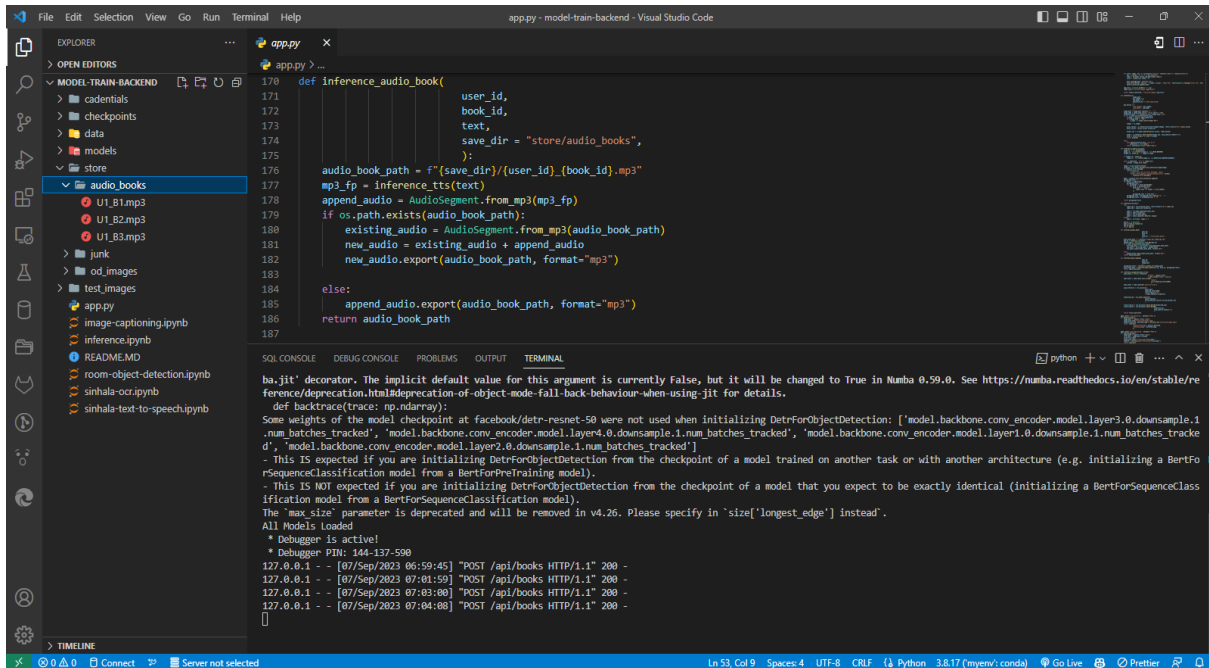 File Edit Selection View Go Run Terminal Help
app.py - model-train-backend - Visual Studio Code
EXPLORER
OPEN EDITORS
MODEL-TRAIN-BACKEND
cadentials
checkpoints
data
models
store
audio_books
U1_B1.mp3
U1_B2.mp3
U1_B3.mp3
junk
od_images
test_images
app.py
image-captioning.ipynb
inference.ipynb
README.MD
room-object-detection.ipynb
sinhala-ocr.ipynb
sinhala-text-to-speech.ipynb
TIMELINE
app.py
app.py > ...
170 def inference_audio_book(
171 user_id,
172 book_id,
173 text,
174 save_dir = "store/audio_books",
175 ):
176 audio_book_path = f"{save_dir}/{user_id}_{book_id}.mp3"
177 mp3_fp = inference_tts(text)
178 append_audio = AudioSegment.from_mp3(mp3_fp)
179 if os.path.exists(audio_book_path):
180 existing_audio = AudioSegment.from_mp3(audio_book_path)
181 new_audio = existing_audio + append_audio
182 new_audio.export(audio_book_path, format="mp3")
183
184 else:
185 append_audio.export(audio_book_path, format="mp3")
186 return audio_book_path
187
SQL CONSOLE DEBUG CONSOLE PROBLEMS OUTPUT TERMINAL
python
ba.jit' decorator. The implicit default value for this argument is currently False, but it will be changed to True in Numba 0.59.0. See https://numba.readthedocs.io/en/stable/re
ference/deprecation.html#deprecation-of-object-mode-fall-back-behaviour-when-using-jit for details.
def backtrace(trace: np.ndarray):
Some weights of the model checkpoint at facebook/detr-resnet-50 were not used when initializing DetrForObjectDetection: ['model.backbone.conv_encoder.model.layer3.0.downsample.1
.num_batches_tracked', 'model.backbone.conv_encoder.model.layer4.0.downsample.1.num_batches_tracked', 'model.backbone.conv_encoder.model.layer1.0.downsample.1.num_batches_tracke
d', 'model.backbone.conv_encoder.model.layer2.0.downsample.1.num_batches_tracked']
- This IS expected if you are initializing DetrForObjectDetection from the checkpoint of a model trained on another task or with another architecture (e.g. initializing a BertFo
rSequenceClassification model from a BertForPreTraining model).
- This IS NOT expected if you are initializing DetrForObjectDetection from the checkpoint of a model that you expect to be exactly identical (initializing a BertForSequenceClass
ification model from a BertForSequenceClassification model).
The `max_size` parameter is deprecated and will be removed in v4.26. Please specify in `size['longest_edge'] instead`.
All Models Loaded
* Debugger is active!
* Debugger PIN: 144-137-590
127.0.0.1 - - [07/Sep/2023 06:59:45] "POST /api/books HTTP/1.1" 200 -
127.0.0.1 - - [07/Sep/2023 07:01:59] "POST /api/books HTTP/1.1" 200 -
127.0.0.1 - - [07/Sep/2023 07:03:00] "POST /api/books HTTP/1.1" 200 -
127.0.0.1 - - [07/Sep/2023 07:04:08] "POST /api/books HTTP/1.1" 200 -
0 0 Connect Server not selected
Ln 53, Col 9 Spaces: 4 UTF-8 CRLF Python 3.8.17 ('myenv': conda) Go Live Prettier